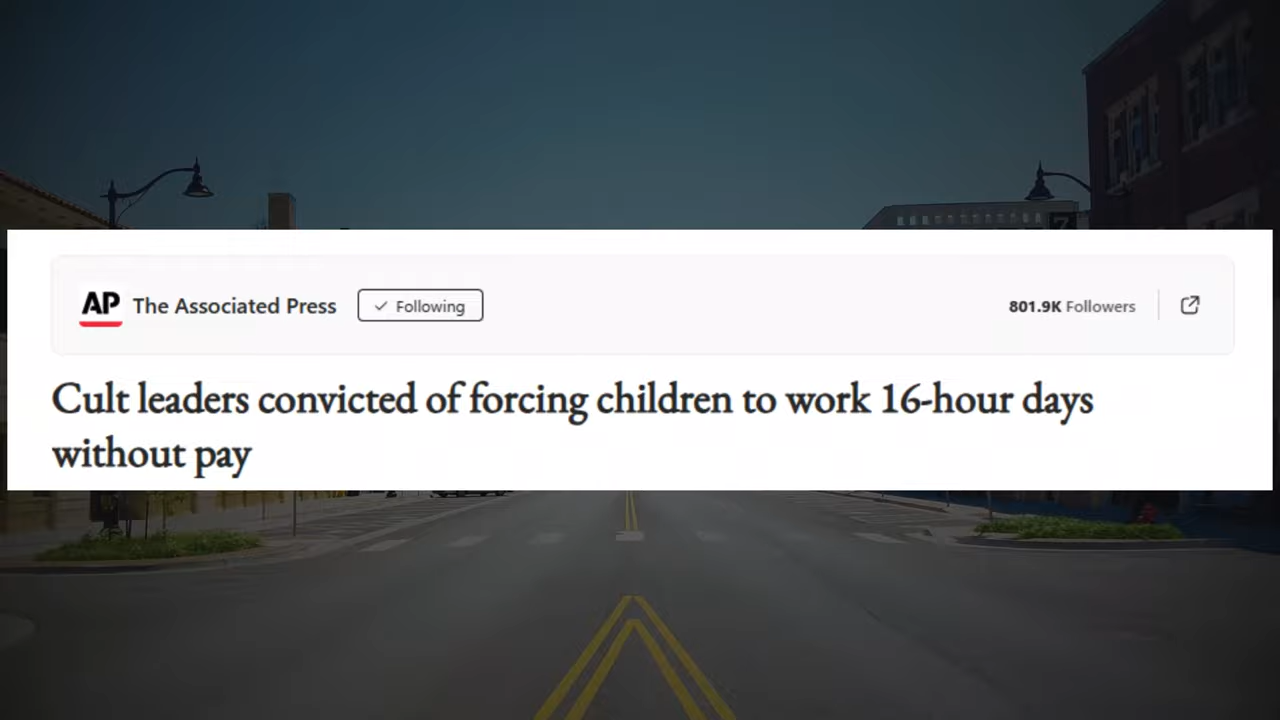 AP The Associated Press Following 801.9K Followers
Cult leaders convicted of forcing children to work 16-hour days
without pay